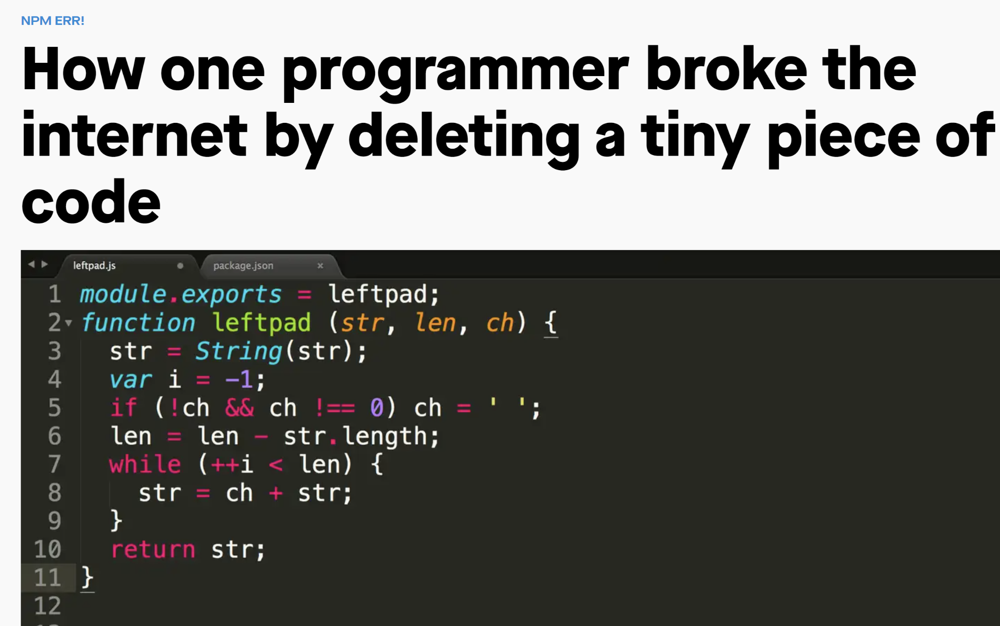 NPM ERR!
How one programmer broke the
internet by deleting a tiny piece of
code
leftpad.js package.json
1 module.exports = leftpad;
2 function leftpad (str, len, ch) {
3 str = String(str);
4 var i = -1;
5 if (!ch && ch !== 0) ch = ' ';
6 len = len - str.length;
7 while (++i < len) {
8 str = ch + str;
9 }
10 return str;
11 }
12